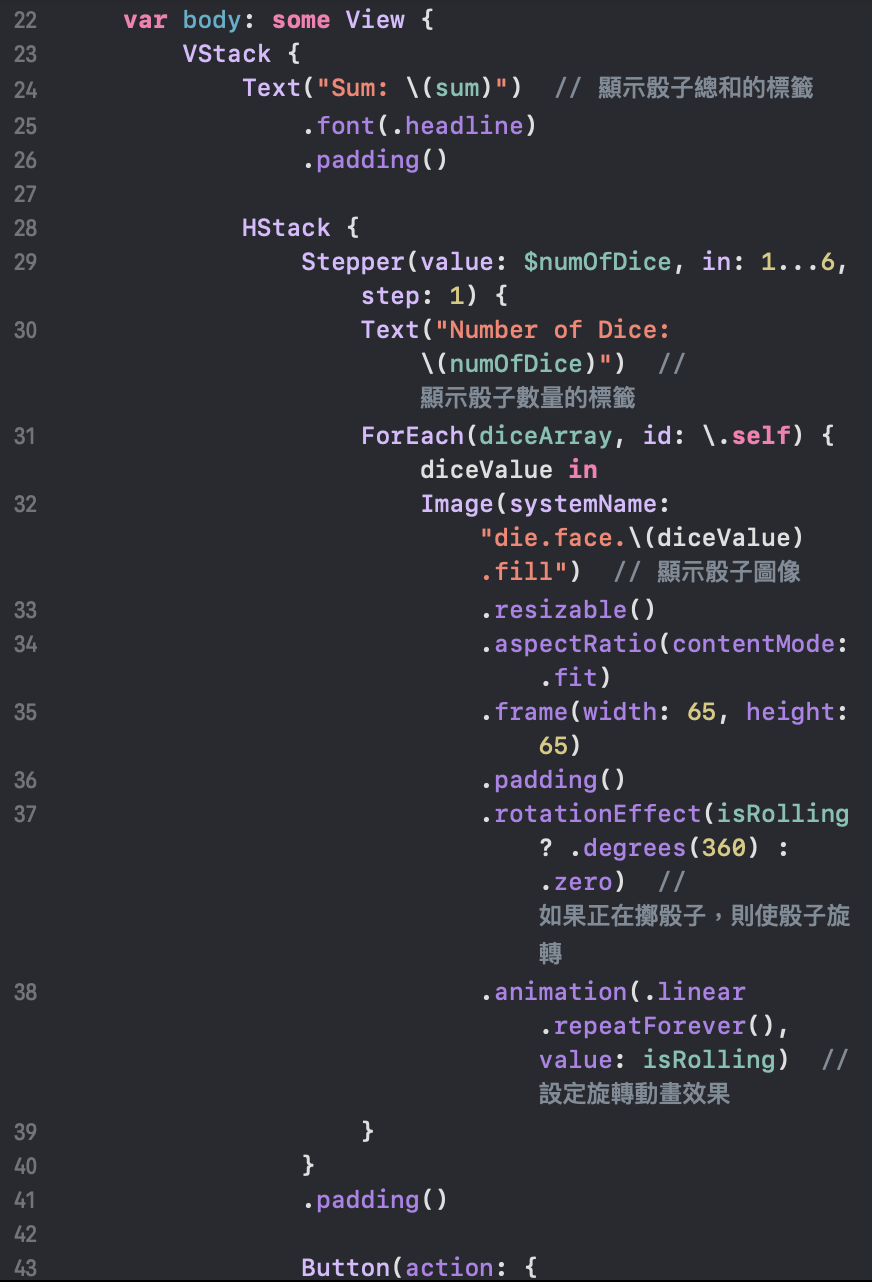 22 var body: some View {
23 VStack {
24 Text("Sum: \(sum)")  // 顯示骰子總和的標籤
25 .font(.headline)
26 .padding()
27
28 HStack {
29 Stepper(value: $numOfDice, in: 1...6,
step: 1) {
30 Text("Number of Dice:
\(numOfDice)")  //
顯示骰子數量的標籤
31 ForEach(diceArray, id: \.self) {
diceValue in
32 Image(systemName:
"die.face.\(diceValue)
.fill")  // 顯示骰子圖像
33 .resizable()
34 .aspectRatio(contentMode:
.fit)
35 .frame(width: 65, height:
65)
36 .padding()
37 .rotationEffect(isRolling
? .degrees(360) :
.zero)  //
如果正在擲骰子，則使骰子旋
轉
38 .animation(.linear
.repeatForever(),
value: isRolling)  //
設定旋轉動畫效果
39 }
40 }
41 .padding()
42
43 Button(action: {